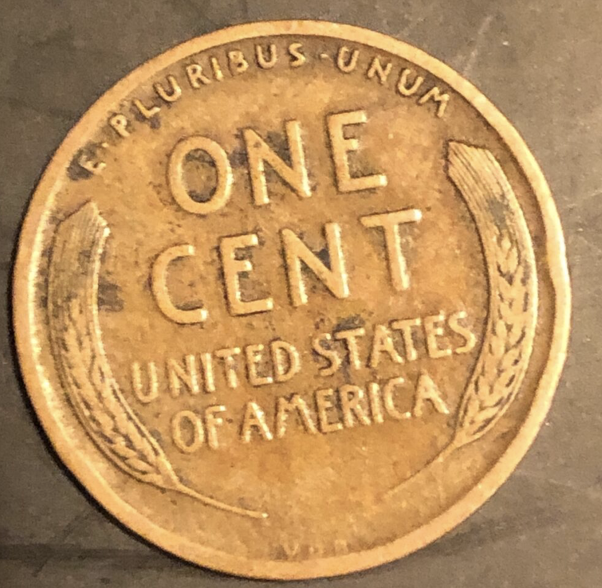 E·PLURIBUS·UNUM
ONE
CENT
UNITED·STATES
OF·AMERICA
V.D.B.